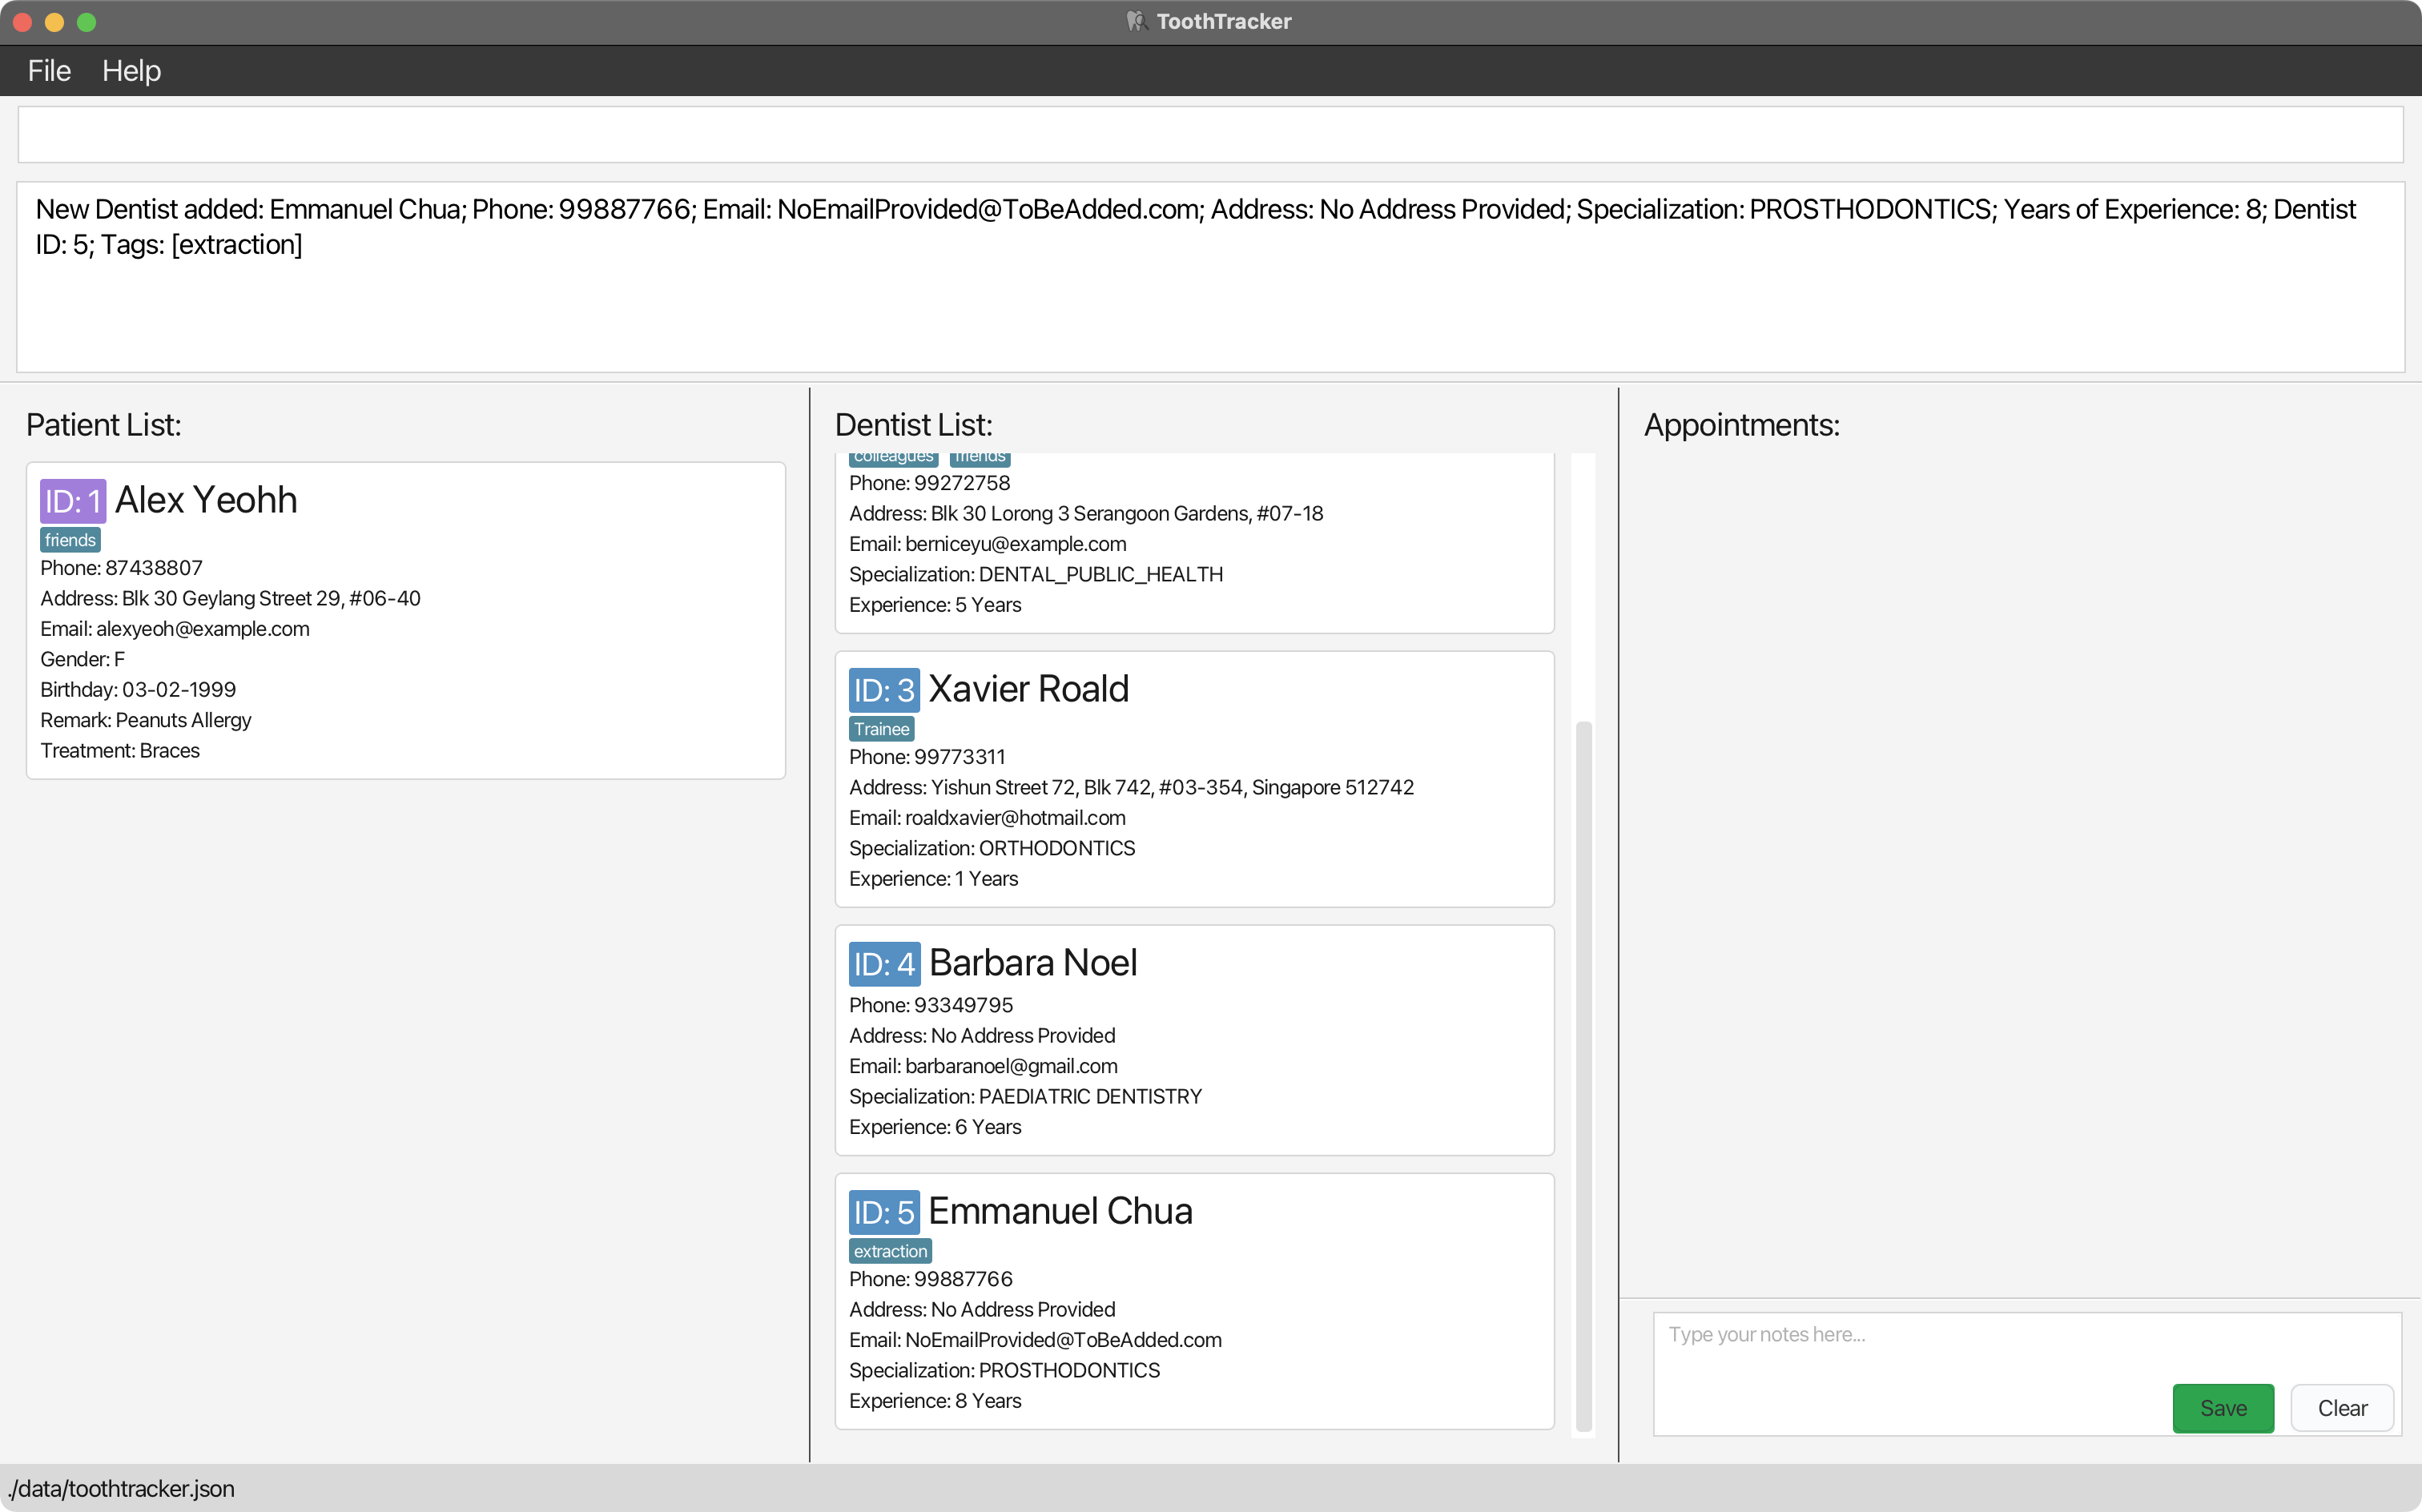 ToothTracker
File Help
New Dentist added: Emmanuel Chua; Phone: 99887766; Email: NoEmailProvided@ToBeAdded.com; Address: No Address Provided; Specialization: PROSTHODONTICS; Years of Experience: 8; Dentist
ID: 5; Tags: [extraction]
Patient List:
ID: 1 Alex Yeohh
friends
Phone: 87438807
Address: Blk 30 Geylang Street 29, #06-40
Email: alexyeoh@example.com
Gender: F
Birthday: 03-02-1999
Remark: Peanuts Allergy
Treatment: Braces
Dentist List:
colleagues friends
Phone: 99272758
Address: Blk 30 Lorong 3 Serangoon Gardens, #07-18
Email: berniceyu@example.com
Specialization: DENTAL_PUBLIC_HEALTH
Experience: 5 Years
ID: 3 Xavier Roald
Trainee
Phone: 99773311
Address: Yishun Street 72, Blk 742, #03-354, Singapore 512742
Email: roaldxavier@hotmail.com
Specialization: ORTHODONTICS
Experience: 1 Years
ID: 4 Barbara Noel
Phone: 93349795
Address: No Address Provided
Email: barbaranoel@gmail.com
Specialization: PAEDIATRIC DENTISTRY
Experience: 6 Years
ID: 5 Emmanuel Chua
extraction
Phone: 99887766
Address: No Address Provided
Email: NoEmailProvided@ToBeAdded.com
Specialization: PROSTHODONTICS
Experience: 8 Years
Appointments:
Type your notes here...
Save Clear
./data/toothtracker.json